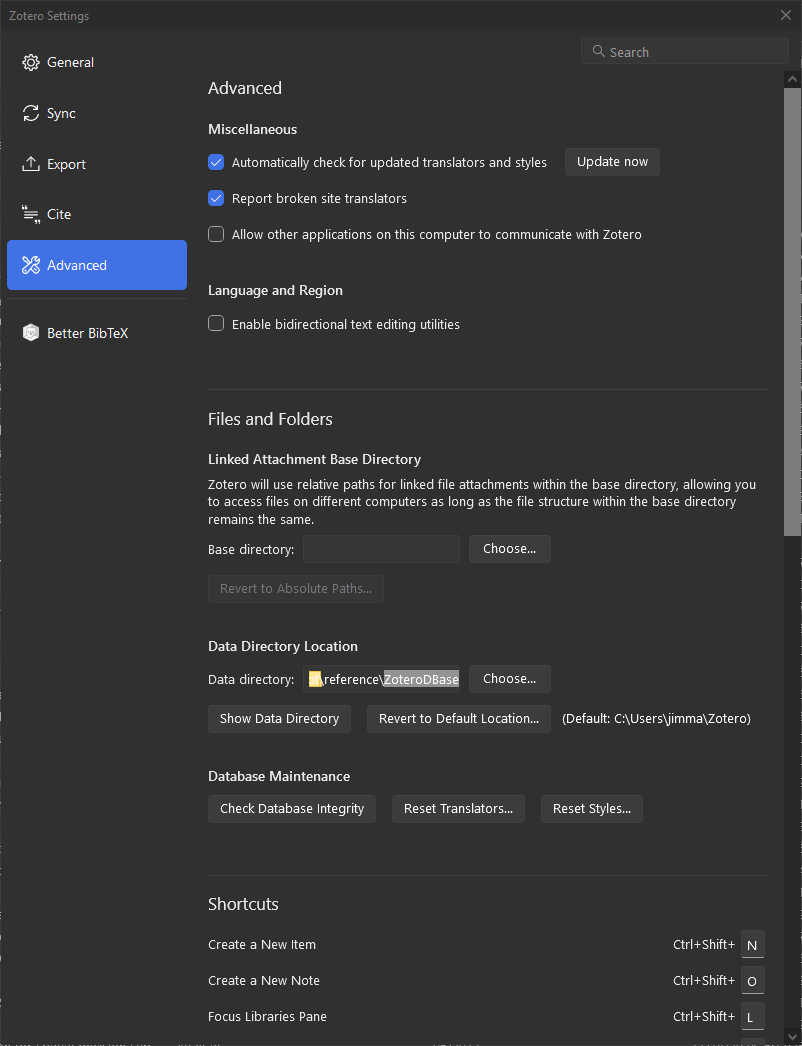 Zotero Settings
Search
General
Sync
Export
Cite
Advanced
Better BibTeX
Advanced
Miscellaneous
Automatically check for updated translators and styles Update now
Report broken site translators
Allow other applications on this computer to communicate with Zotero
Language and Region
Enable bidirectional text editing utilities
Files and Folders
Linked Attachment Base Directory
Zotero will use relative paths for linked file attachments within the base directory, allowing you
to access files on different computers as long as the file structure within the base directory
remains the same.
Base directory: Choose...
Revert to Absolute Paths...
Data Directory Location
Data directory: \reference\ZoteroDBase Choose...
Show Data Directory Revert to Default Location... (Default: C:\Users\jimma\Zotero)
Database Maintenance
Check Database Integrity Reset Translators... Reset Styles...
Shortcuts
Create a New Item Ctrl+Shift+ N
Create a New Note Ctrl+Shift+ O
Focus Libraries Pane Ctrl+Shift+ L